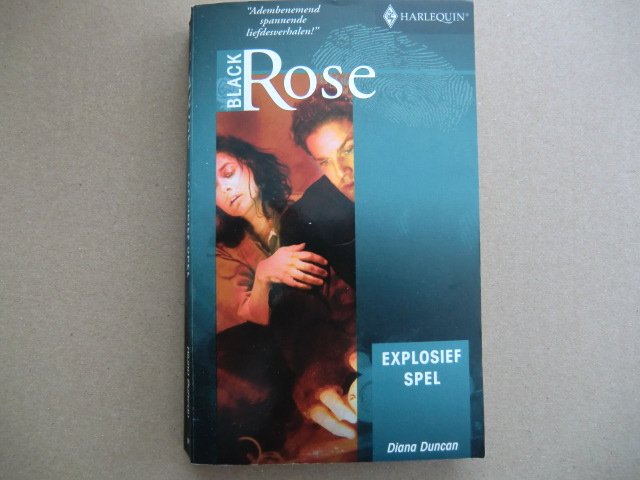 "Adembenemend
spannende
liefdesverhalen!"
HARLEQUIN®
BLACK
Rose
EXPLOSIEF
SPEL
Diana Duncan